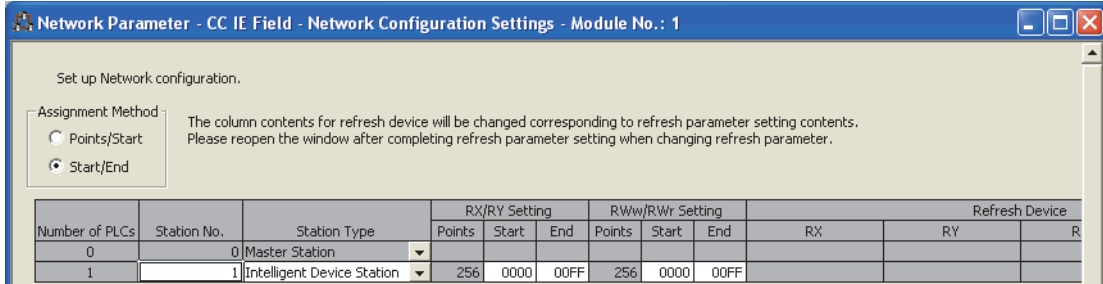 Network Parameter - CC IE Field - Network Configuration Settings - Module No.: 1
Set up Network configuration.
Assignment Method
Points/Start
Start/End
The column contents for refresh device will be changed corresponding to refresh parameter setting contents.
Please reopen the window after completing refresh parameter setting when changing refresh parameter.
RX/RY Setting RWw/RWr Setting Refresh Device
Number of PLCs Station No. Station Type Points Start End Points Start End RX RY R
0 0 Master Station
1 1 Intelligent Device Station 256 0000 00FF 256 0000 00FF